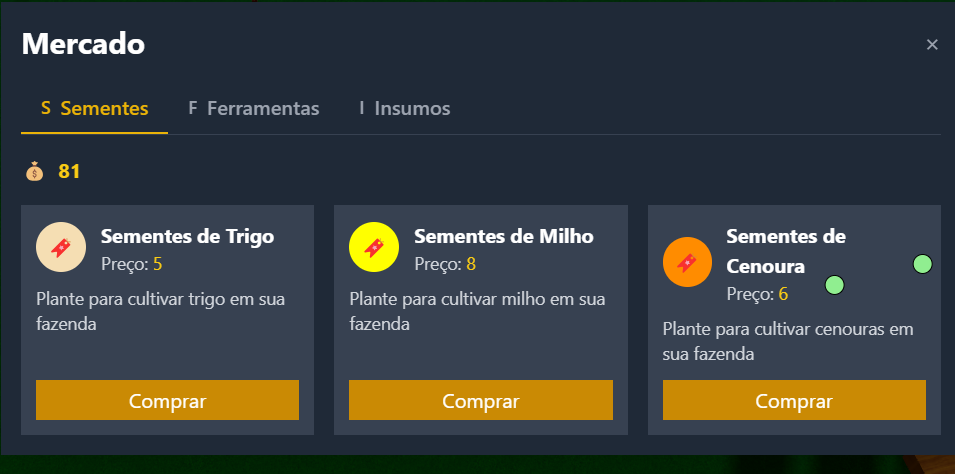 Mercado
×
S Sementes F Ferramentas I Insumos
81
Sementes de Trigo
Preço: 5
Plante para cultivar trigo em sua
fazenda
Comprar
Sementes de Milho
Preço: 8
Plante para cultivar milho em sua
fazenda
Comprar
Sementes de
Cenoura
Preço: 6
Plante para cultivar cenouras em
sua fazenda
Comprar